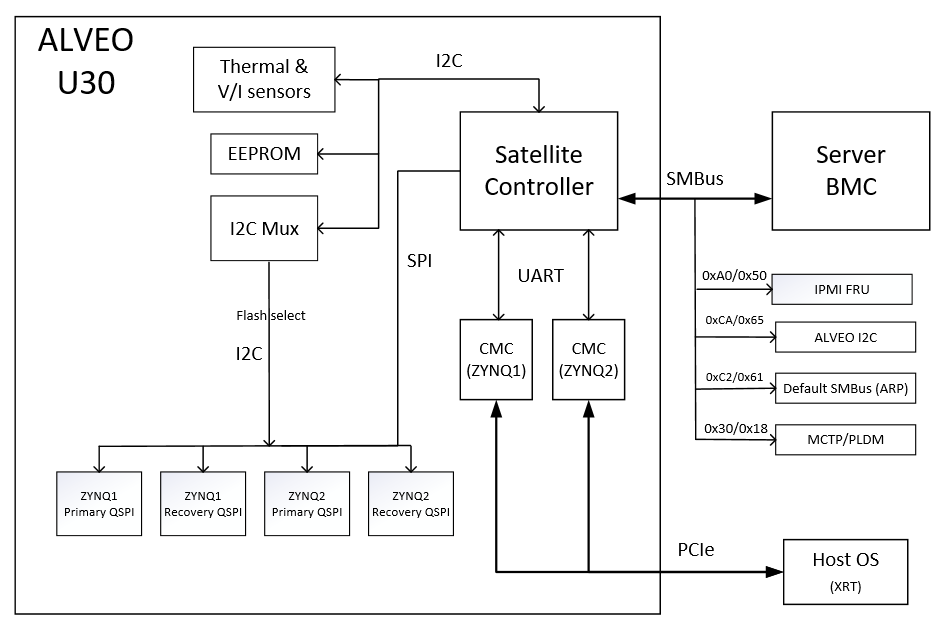 ALVEO
U30
Thermal &
V/I sensors
I2C
EEPROM
I2C Mux
Satellite
Controller
SMBus
Server
BMC
SPI
UART
Flash select
I2C
CMC
(ZYNQ1)
CMC
(ZYNQ2)
0xA0/0x50
IPMI FRU
0xCA/0x65
ALVEO I2C
0xC2/0x61
Default SMBus (ARP)
0x30/0x18
MCTP/PLDM
ZYNQ1
Primary QSPI
ZYNQ1
Recovery QSPI
ZYNQ2
Primary QSPI
ZYNQ2
Recovery QSPI
PCIe
Host OS
(XRT)